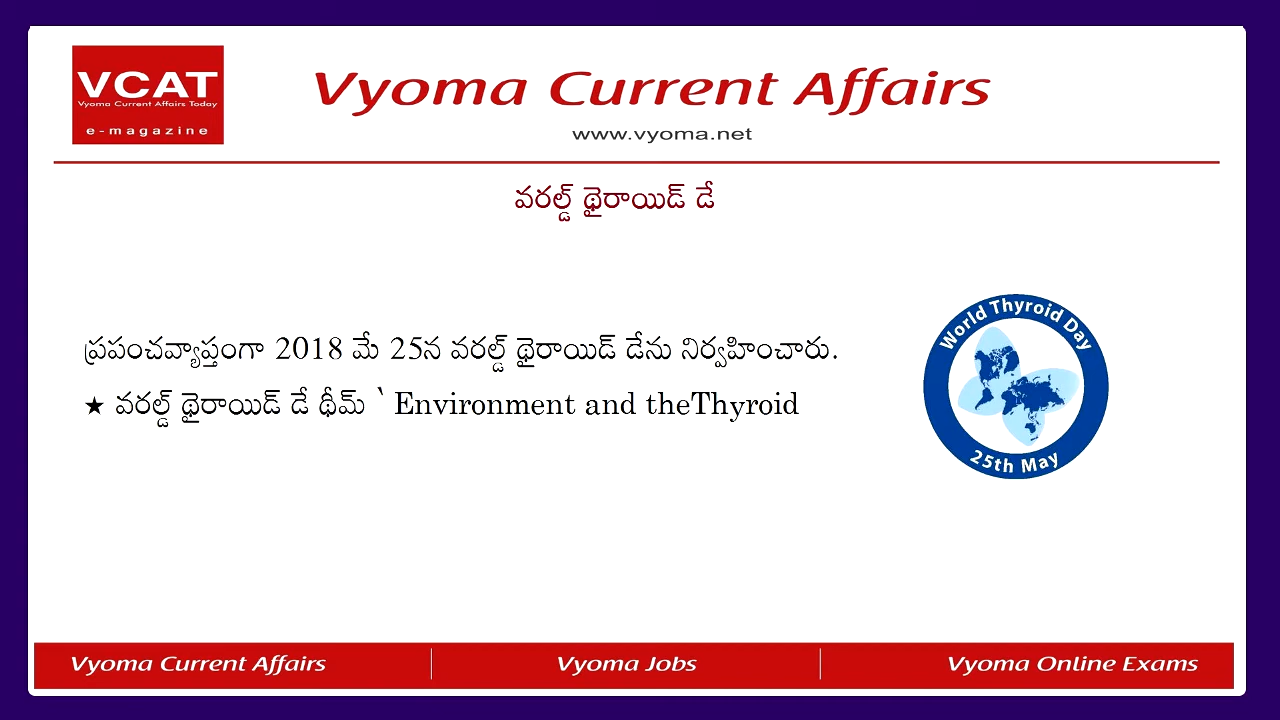 VCAT
Vyoma Current Affairs Today
e-magazine
Vyoma Current Affairs
www.vyoma.net
వరల్డ్ థైరాయిడ్ డే
ప్రపంచవ్యాప్తంగా 2018 మే 25న వరల్డ్ థైరాయిడ్ డేను నిర్వహించారు.
★ వరల్డ్ థైరాయిడ్ డే థీమ్ ` Environment and theThyroid
World Thyroid Day
25th May
Vyoma Current Affairs
Vyoma Jobs
Vyoma Online Exams